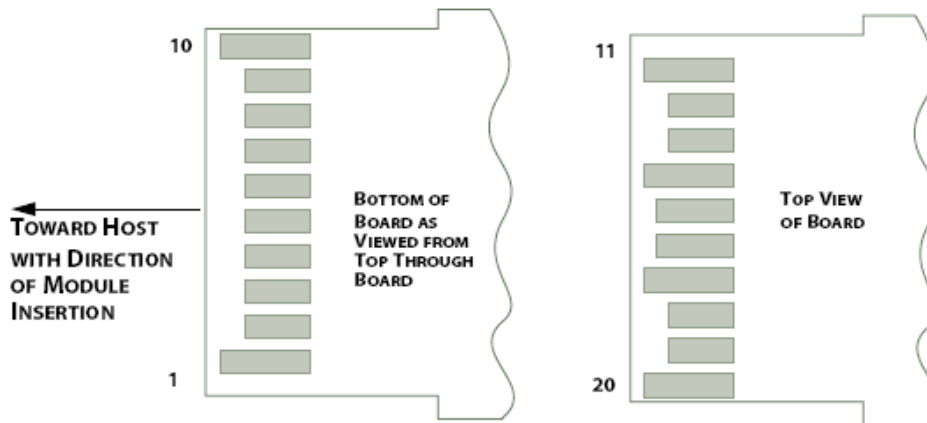 10
1
TOWARD HOST
WITH DIRECTION
OF MODULE
INSERTION
BOTTOM OF
BOARD AS
VIEWED FROM
TOP THROUGH
BOARD
11
20
TOP VIEW
OF BOARD